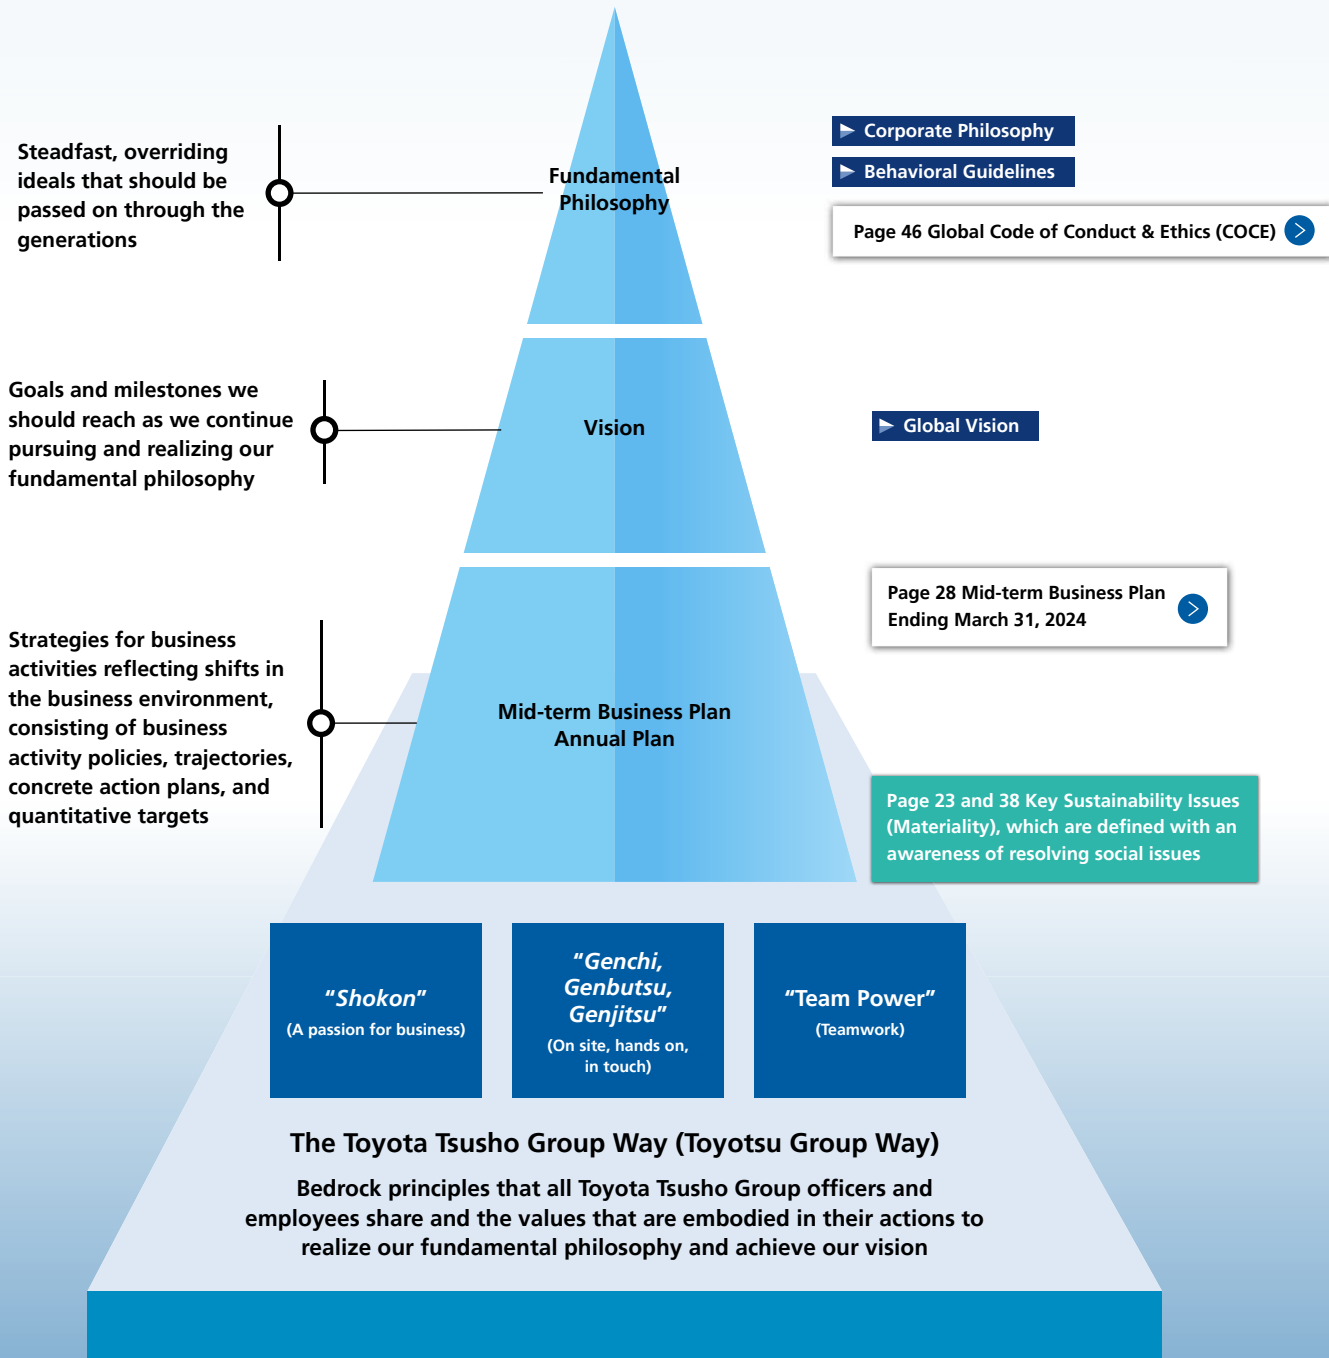 Steadfast, overriding
ideals that should be
passed on through the
generations
Fundamental
Philosophy
Corporate Philosophy
Behavioral Guidelines
Page 46 Global Code of Conduct & Ethics (COCE)
Goals and milestones we
should reach as we continue
pursuing and realizing our
fundamental philosophy
Vision
Global Vision
Page 28 Mid-term Business Plan
Ending March 31, 2024
Strategies for business
activities reflecting shifts in
the business environment,
consisting of business
activity policies, trajectories,
concrete action plans, and
quantitative targets
Mid-term Business Plan
Annual Plan
Page 23 and 38 Key Sustainability Issues
(Materiality), which are defined with an
awareness of resolving social issues
“Shokon”
(A passion for business)
“Genchi,
Genbutsu,
Genjitsu”
(On site, hands on,
in touch)
“Team Power”
(Teamwork)
The Toyota Tsusho Group Way (Toyotsu Group Way)
Bedrock principles that all Toyota Tsusho Group officers and
employees share and the values that are embodied in their actions to
realize our fundamental philosophy and achieve our vision